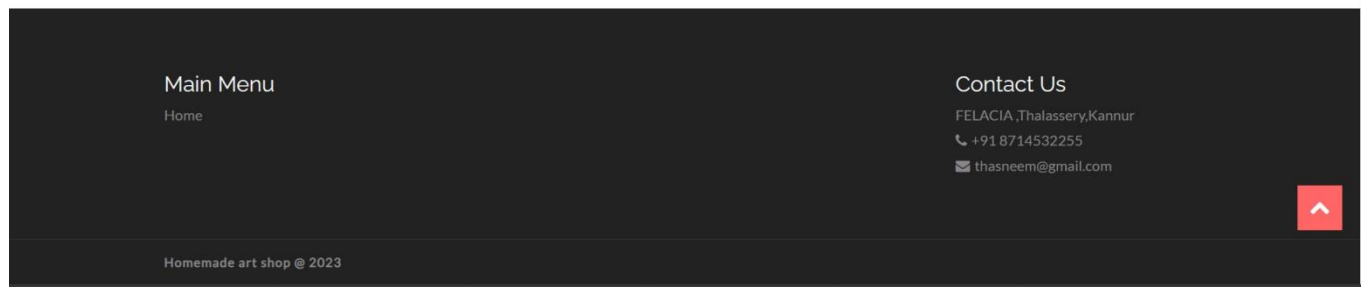 Main Menu
Home
Contact Us
FELACIA ,Thalassery,Kannur
+91 8714532255
thasneem@gmail.com
Homemade art shop @ 2023